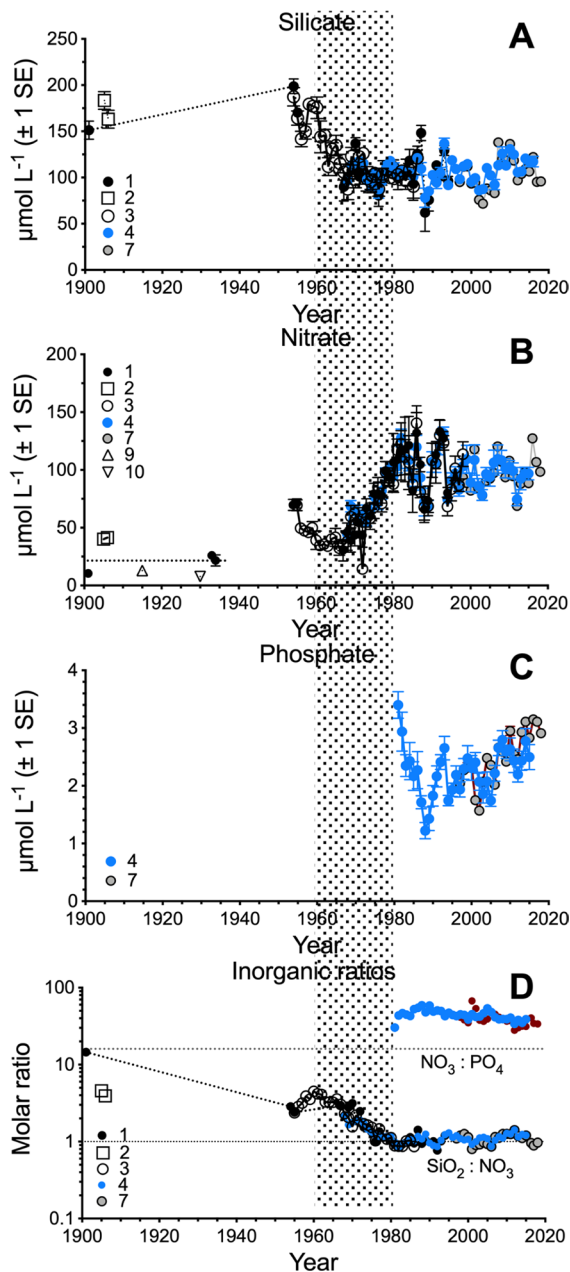 Silicate
A
250
200
150
100
50
0
µmol L⁻¹ (± 1 SE)
1
2
3
4
7
1900 1920 1940 1960 1980 2000 2020
Year
Nitrate
B
200
150
100
50
0
µmol L⁻¹ (± 1 SE)
1
2
3
4
7
9
10
1900 1920 1940 1960 1980 2000 2020
Year
Phosphate
C
4
3
2
1
0
µmol L⁻¹ (± 1 SE)
4
7
1900 1920 1940 1960 1980 2000 2020
Year
Inorganic ratios
D
100
10
1
0.1
Molar ratio
NO₃ : PO₄
SiO₂ : NO₃
1
2
3
4
7
1900 1920 1940 1960 1980 2000 2020
Year